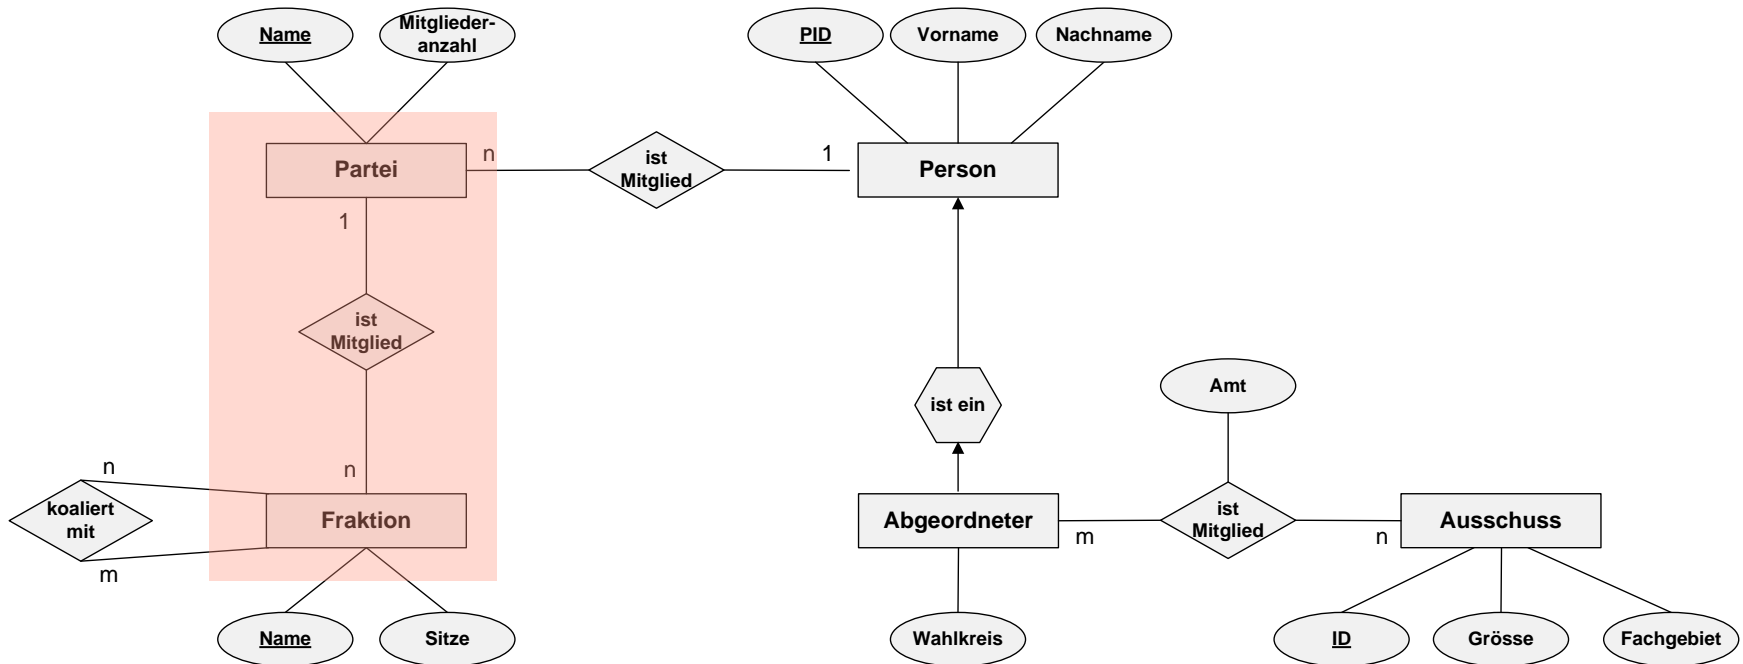 Name
Mitglieder-
anzahl
PID
Vorname
Nachname
Partei
n
ist
Mitglied
1
Person
1
ist
Mitglied
n
ist ein
Amt
n
koaliert
mit
m
Fraktion
Abgeordneter
m
ist
Mitglied
n
Ausschuss
Name
Sitze
Wahlkreis
ID
Grösse
Fachgebiet